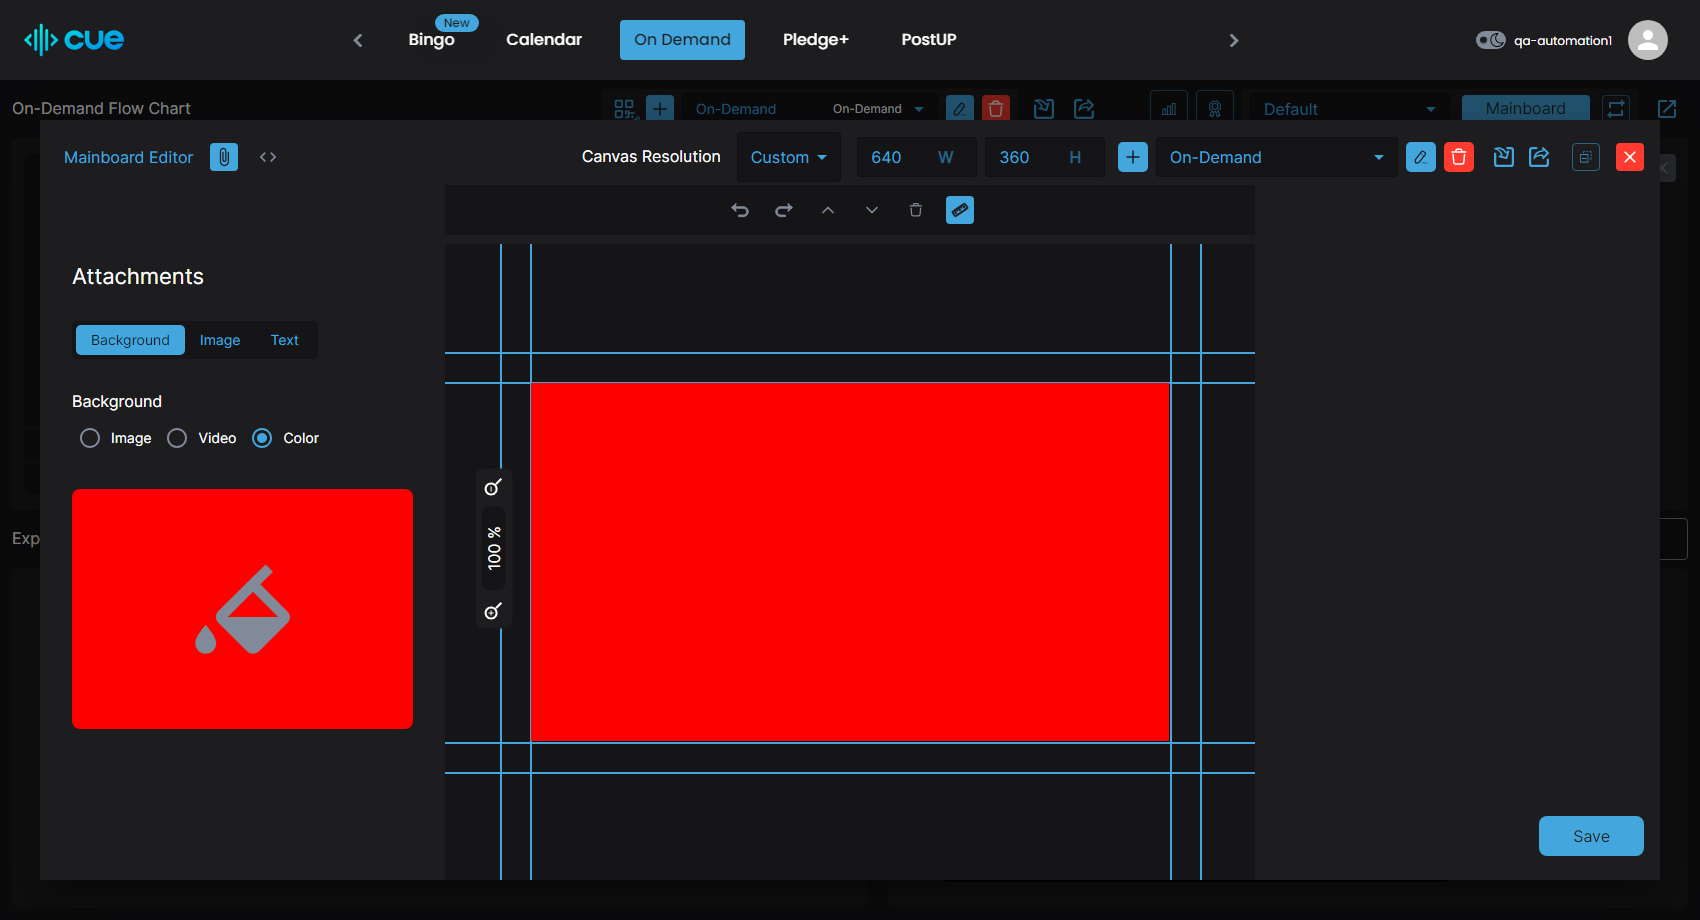 cue
New
Bingo
Calendar
On Demand
Pledge+
PostUP
qa-automation1
On-Demand Flow Chart
On-Demand
On-Demand
Default
Mainboard
Mainboard Editor
Canvas Resolution
Custom
640 W
360 H
On-Demand
Attachments
Background
Image
Text
Background
Image
Video
Color
100 %
Exp
Save